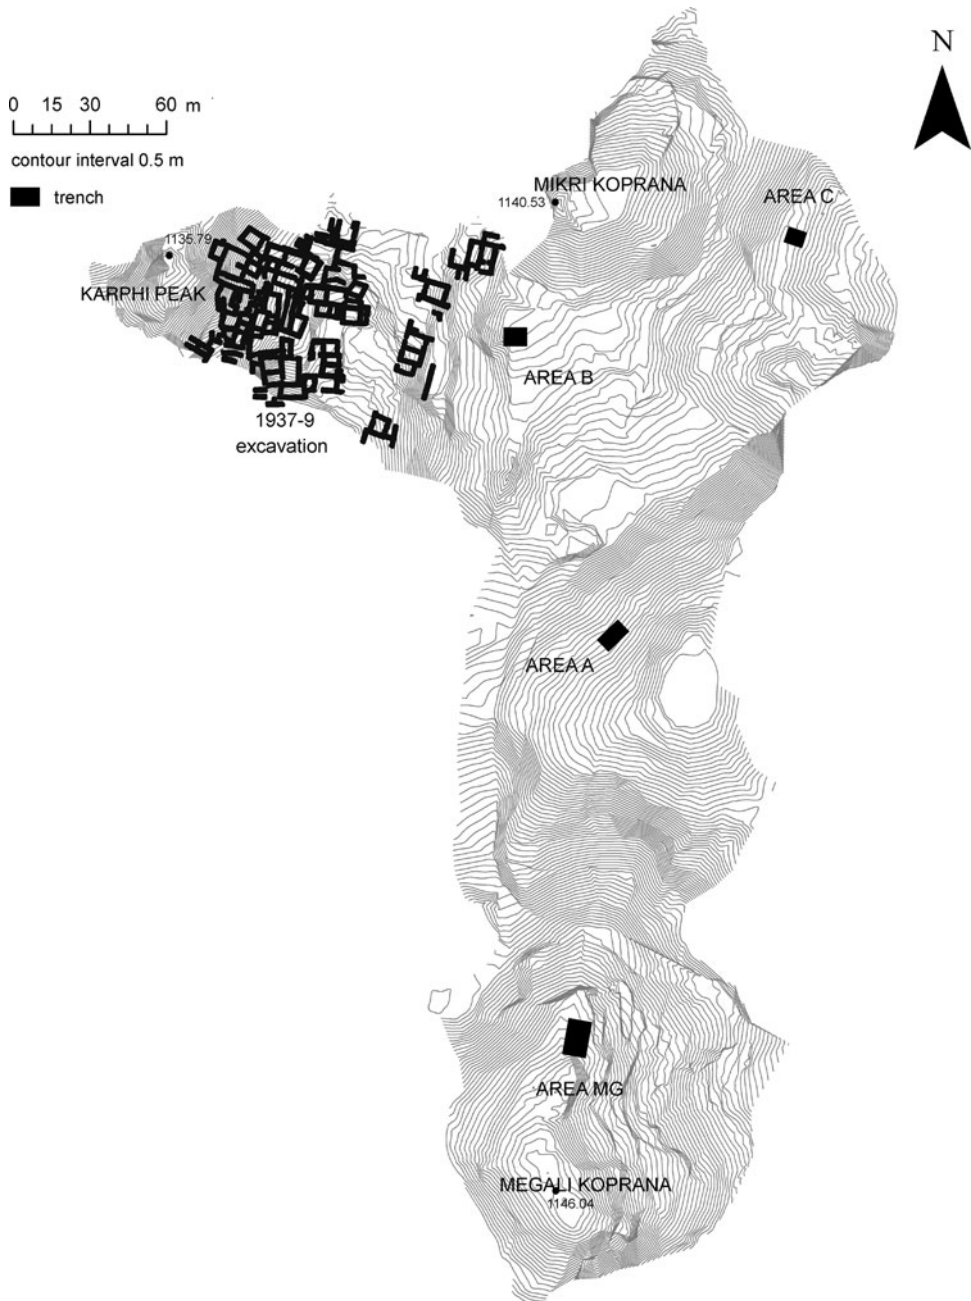 N
0 15 30 60 m
contour interval 0.5 m
trench
MIKRI KOPRANA
1140.53
AREA C
1135.79
KARPHI PEAK
AREA B
1937-9
excavation
AREA A
AREA MG
MEGALI KOPRANA
1146.04